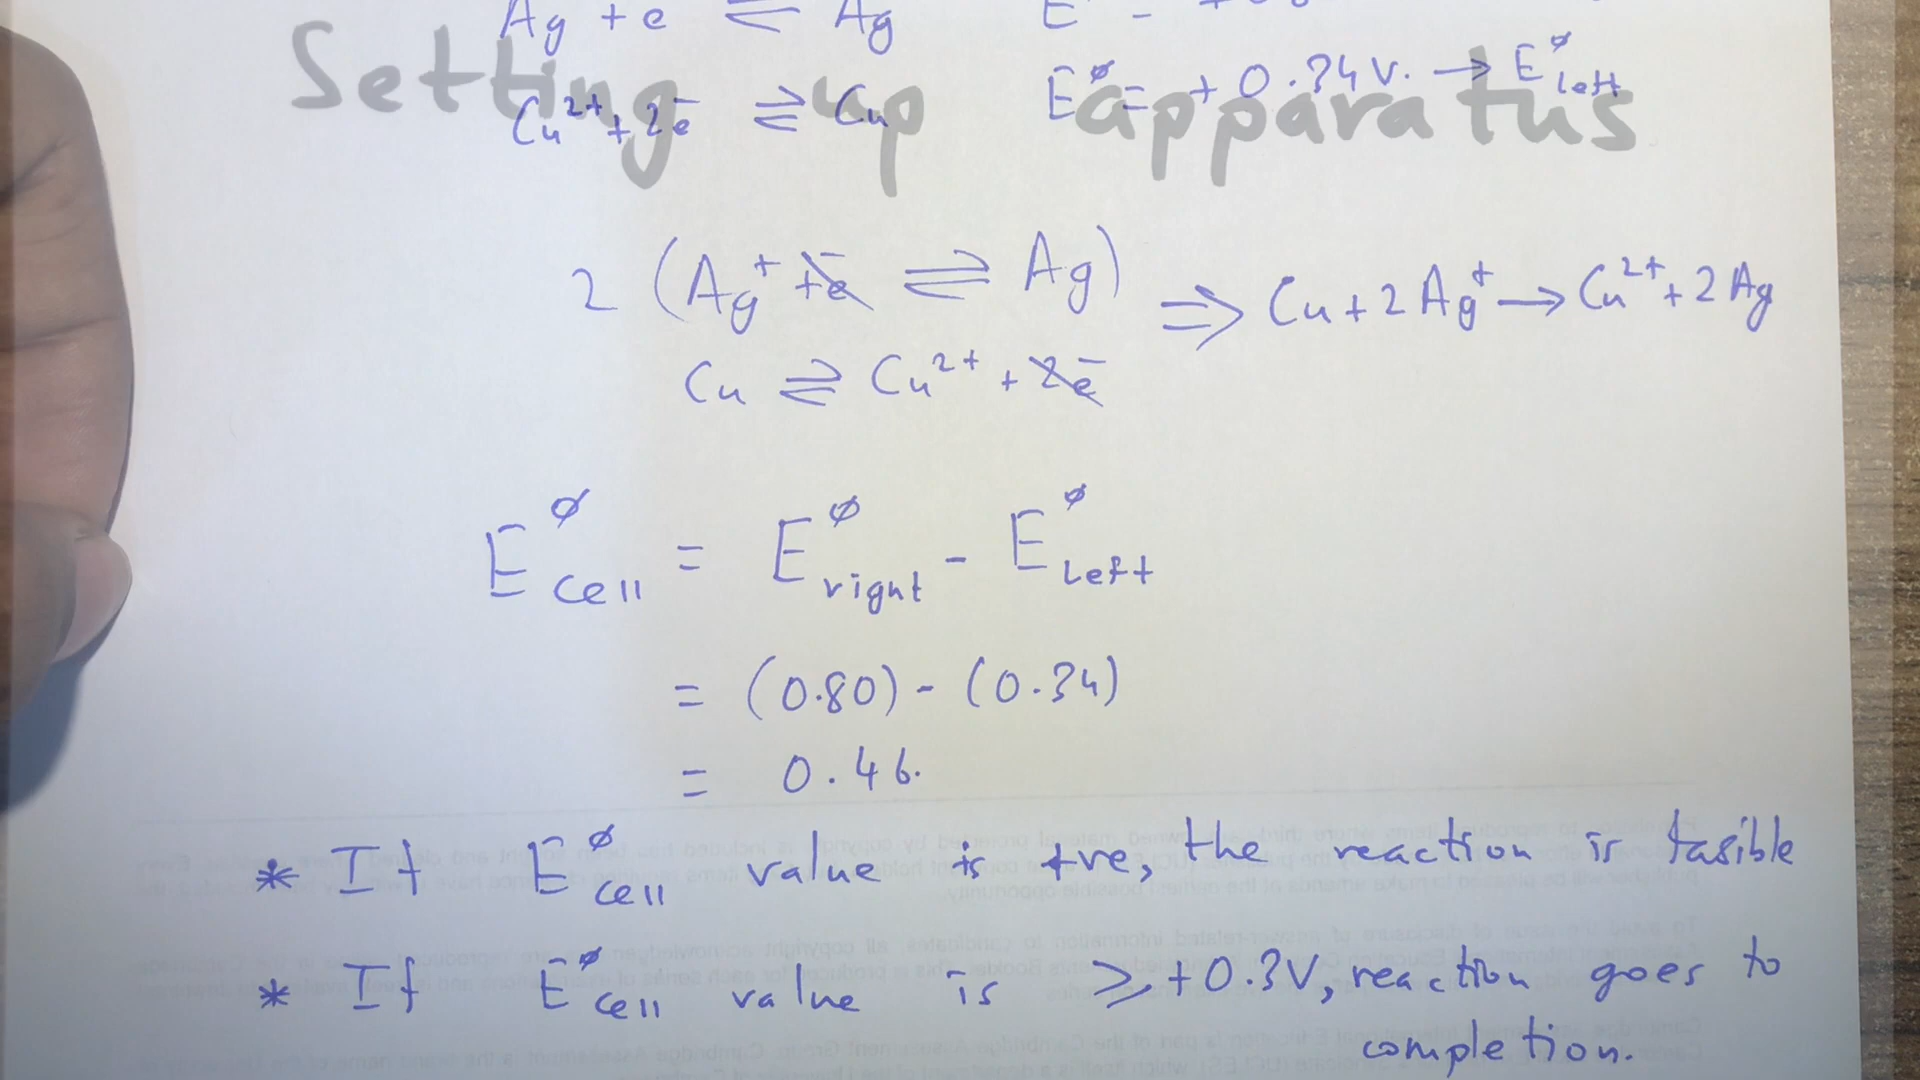 Ag + e ⇌ Ag E
Setting up apparatus
Cu²⁺ + 2e⁻ ⇌ Cu E° = + 0.34 V. → E°left
2 (Ag⁺ + e⁻ ⇌ Ag) ⇒ Cu + 2Ag⁺ → Cu²⁺ + 2Ag
Cu ⇌ Cu²⁺ + 2e⁻
E°cell = E°right - E°left
= (0.80) - (0.34)
= 0.46.
* If E°cell value is +ve, the reaction is fasible
* If E°cell value is ≥ +0.3V, reaction goes to
completion.